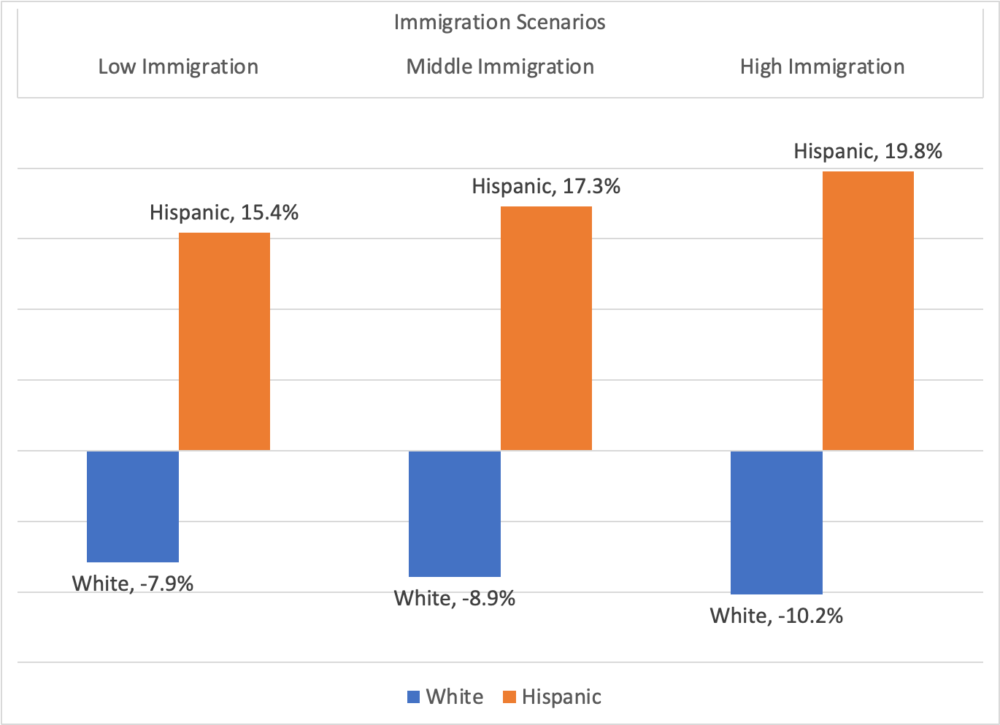 Immigration Scenarios
Low Immigration Middle Immigration High Immigration
Hispanic, 19.8%
Hispanic, 17.3%
Hispanic, 15.4%
White, -7.9%
White, -8.9%
White, -10.2%
White Hispanic